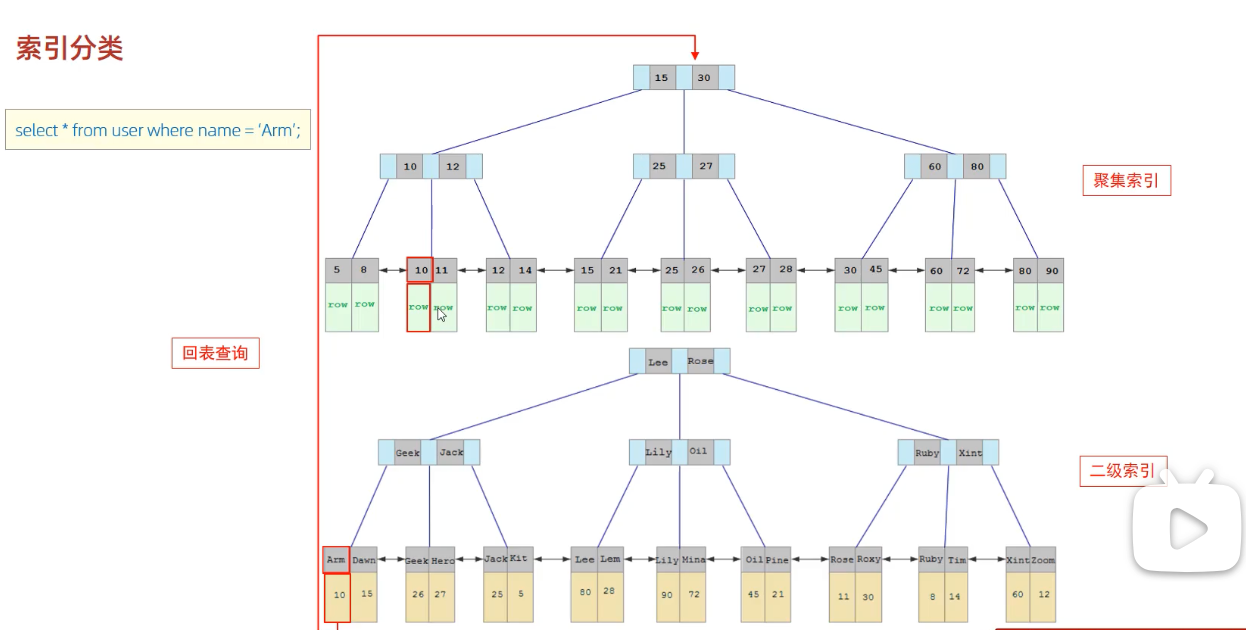 索引分类
select * from user where name = 'Arm';
15 30
10 12 25 27 60 80
聚集索引
5 8 10 11 12 14 15 21 25 26 27 28 30 45 60 72 80 90
row row row row row row row row row row row row row row row row row row
回表查询
Lee Rose
Geek Jack Lily Oil Ruby Xint
二级索引
Arm Dawn Geek Hero Jack Kit Lee Lem Lily Mina Oil Pine Rose Roxy Ruby Tim Xint Zoom
10 15 26 27 25 5 80 28 90 72 45 21 11 30 8 14 60 12